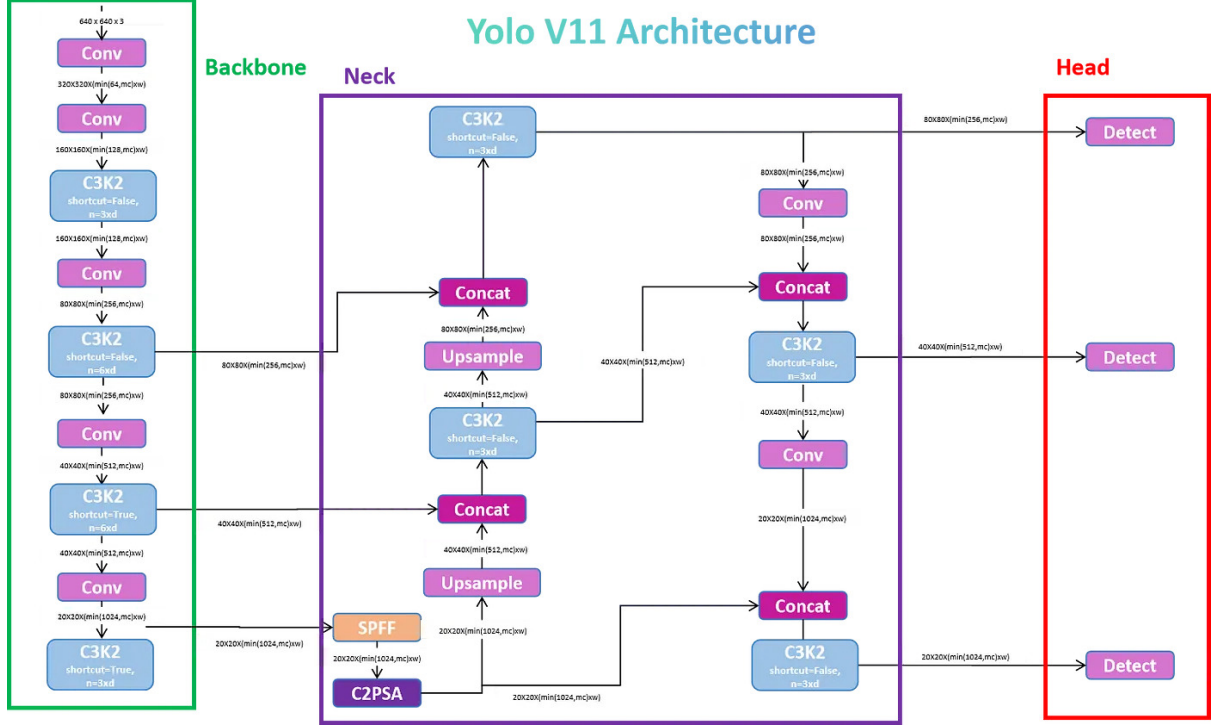 Yolo V11 Architecture
Backbone
640 x 640 x 3
Conv
320X320X(min(64,mc)xw)
Conv
160X160X(min(128,mc)xw)
C3K2
shortcut=False,
n=3xd
160X160X(min(128,mc)xw)
Conv
80X80X(min(256,mc)xw)
C3K2
shortcut=False,
n=6xd
80X80X(min(256,mc)xw)
Conv
40X40X(min(512,mc)xw)
C3K2
shortcut=True,
n=6xd
40X40X(min(512,mc)xw)
Conv
20X20X(min(1024,mc)xw)
C3K2
shortcut=True,
n=3xd
80X80X(min(256,mc)xw)
40X40X(min(512,mc)xw)
20X20X(min(1024,mc)xw)
Neck
C3K2
shortcut=False,
n=3xd
Concat
80X80X(min(256,mc)xw)
Upsample
40X40X(min(512,mc)xw)
C3K2
shortcut=False,
n=3xd
Concat
40X40X(min(512,mc)xw)
Upsample
20X20X(min(1024,mc)xw)
SPFF
20X20X(min(1024,mc)xw)
C2PSA
20X20X(min(1024,mc)xw)
40X40X(min(512,mc)xw)
80X80X(min(256,mc)xw)
Conv
80X80X(min(256,mc)xw)
Concat
C3K2
shortcut=False,
n=3xd
40X40X(min(512,mc)xw)
Conv
20X20X(min(1024,mc)xw)
Concat
C3K2
shortcut=False,
n=3xd
Head
80X80X(min(256,mc)xw)
Detect
40X40X(min(512,mc)xw)
Detect
20X20X(min(1024,mc)xw)
Detect